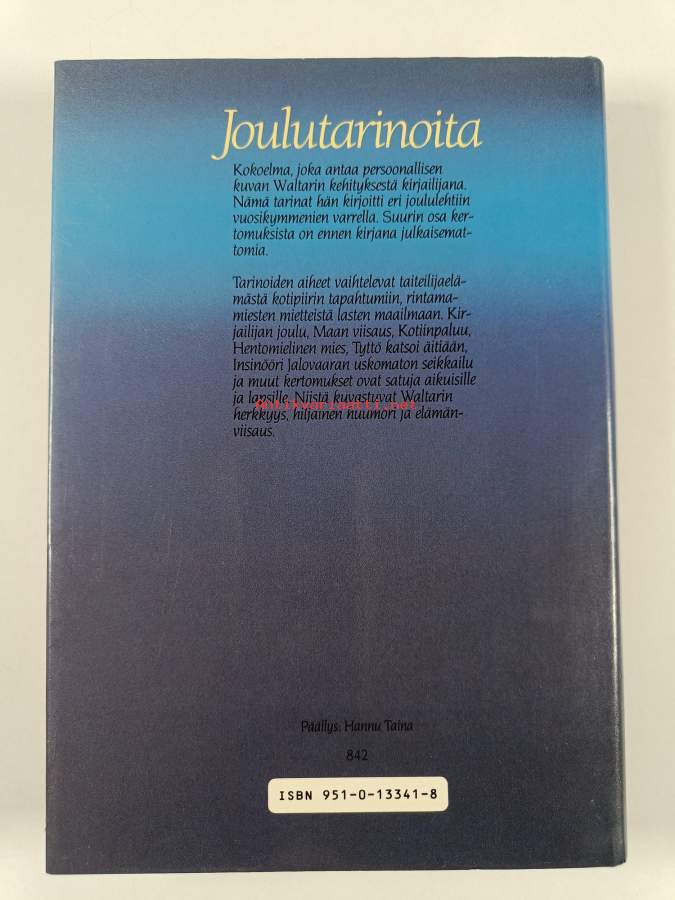 Joulutarinoita
Kokoelma, joka antaa persoonallisen
kuvan Waltarin kehityksestä kirjailijana.
Nämä tarinat hän kirjoitti eri joululehtiin
vuosikymmenien varrella. Suurin osa ker-
tomuksista on ennen kirjana julkaisemat-
tomia.
Tarinoiden aiheet vaihtelevat taiteilijaelä-
mästä kotipiirin tapahtumiin, rintama-
miesten mietteistä lasten maailmaan. Kir-
jailijan joulu, Maan viisaus, Kotiinpaluu,
Hentomielinen mies, Tyttö katsoi äitiään,
Insinööri Jalovaaran uskomaton seikkailu
ja muut kertomukset ovat satuja aikuisille
ja lapsille. Niistä kuvastuvat Waltarin
Antikvariaatti.net
herkkyys, hiljainen huumori ja elämän-
viisaus.
Päällys: Hannu Taina
842
ISBN 951-0-13341-8